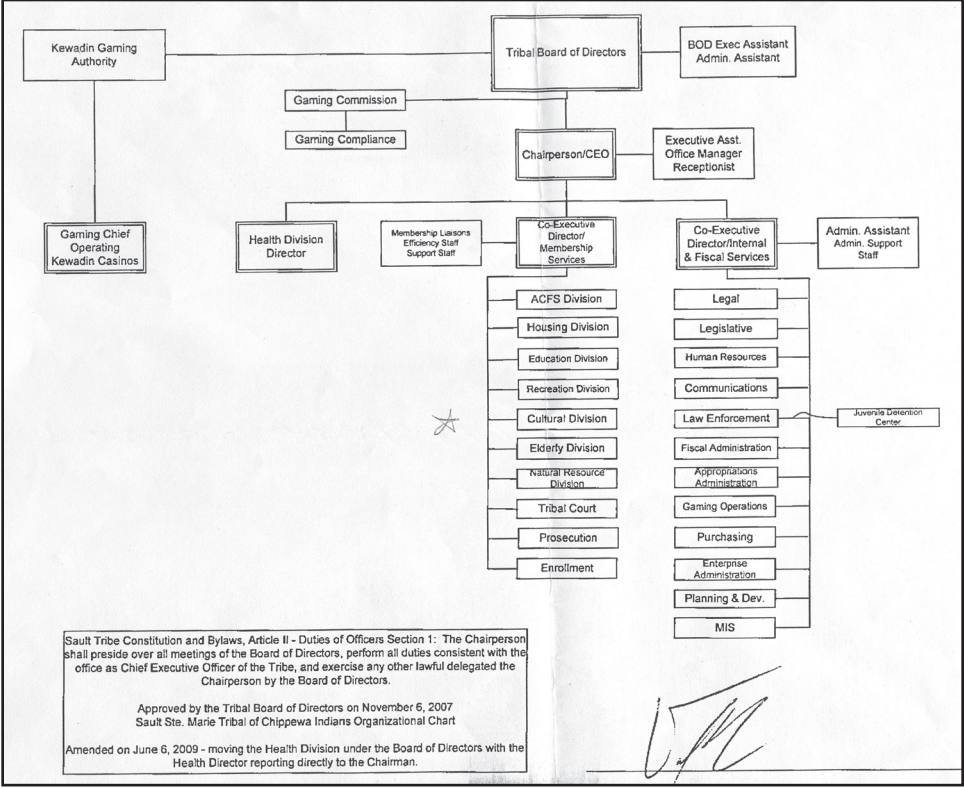 Kewadin Gaming
Authority
Tribal Board of Directors
BOD Exec Assistant
Admin. Assistant
Gaming Commission
Gaming Compliance
Chairperson/CEO
Executive Asst.
Office Manager
Receptionist
Gaming Chief
Operating
Kewadin Casinos
Health Division
Director
Membership Liaisons
Efficiency Staff
Support Staff
Co-Executive
Director/
Membership
Services
Co-Executive
Director/Internal
& Fiscal Services
Admin. Assistant
Admin. Support
Staff
ACFS Division
Housing Division
Education Division
Recreation Division
Cultural Division
Elderly Division
Natural Resource
Division
Tribal Court
Prosecution
Enrollment
Legal
Legislative
Human Resources
Communications
Law Enforcement
Juvenile Detention
Center
Fiscal Administration
Appropriations
Administration
Gaming Operations
Purchasing
Enterprise
Administration
Planning & Dev.
MIS
Sault Tribe Constitution and Bylaws, Article II - Duties of Officers Section 1: The Chairperson
shall preside over all meetings of the Board of Directors, perform all duties consistent with the
office as Chief Executive Officer of the Tribe, and exercise any other lawful delegated the
Chairperson by the Board of Directors.
Approved by the Tribal Board of Directors on November 6, 2007
Sault Ste. Marie Tribal of Chippewa Indians Organizational Chart
Amended on June 6, 2009 - moving the Health Division under the Board of Directors with the
Health Director reporting directly to the Chairman.